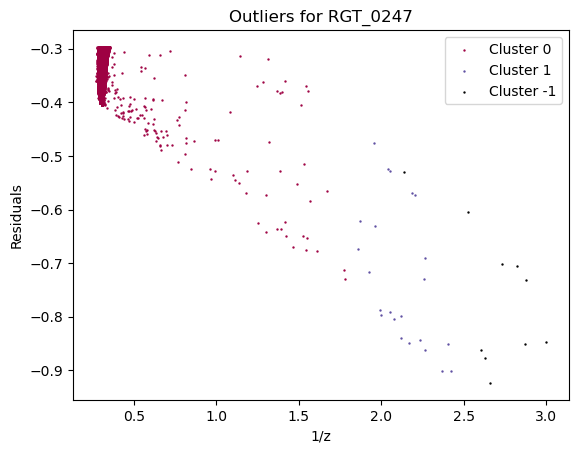 Outliers for RGT_0247
Cluster 0
Cluster 1
Cluster -1
Residuals
−0.3
−0.4
−0.5
−0.6
−0.7
−0.8
−0.9
0.5 1.0 1.5 2.0 2.5 3.0
1/z